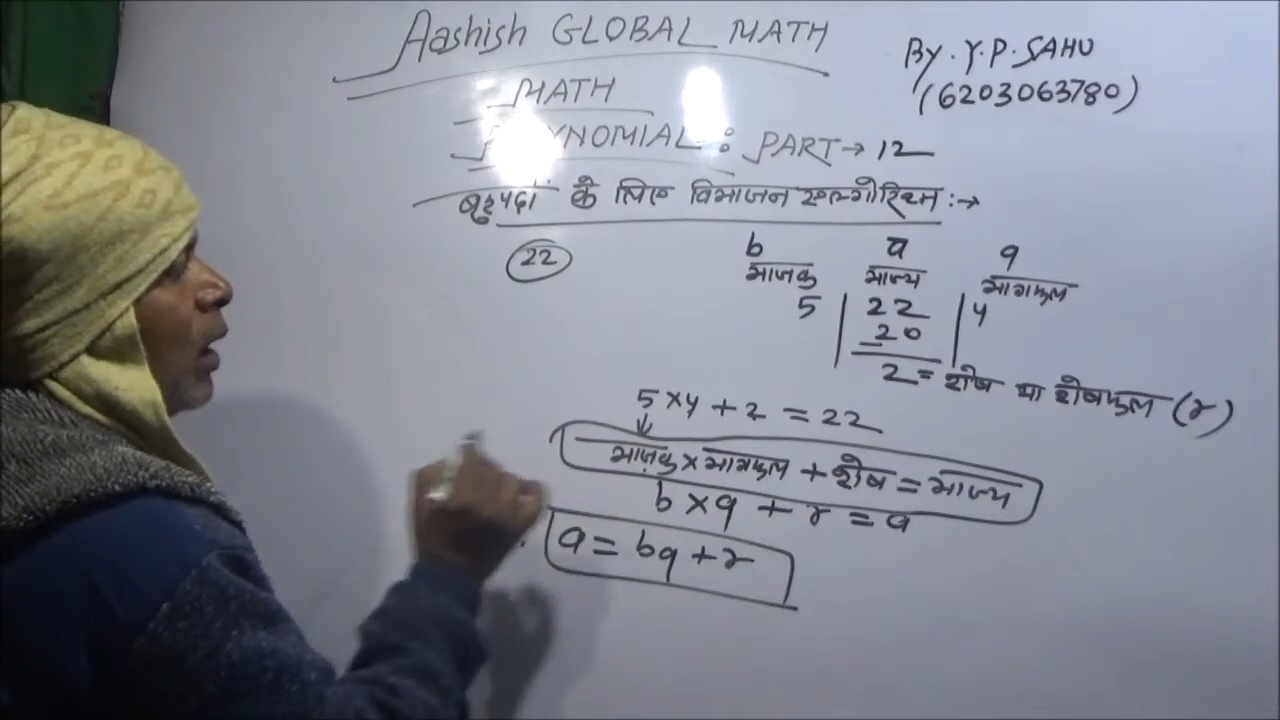 Aashish GLOBAL MATH
By. Y. P. SAHU
(6203063780)
MATH
POLYNOMIAL : PART → 12
बहुपदों के लिए विभाजन एल्गोरिथ्म :→
22
b a q
भाजक भाज्य भागफल
5 | 22 | 4
20
2 = शेष या शेषफल (r)
5 × 4 + 2 = 22
भाजक × भागफल + शेष = भाज्य
b × q + r = a
a = bq + r